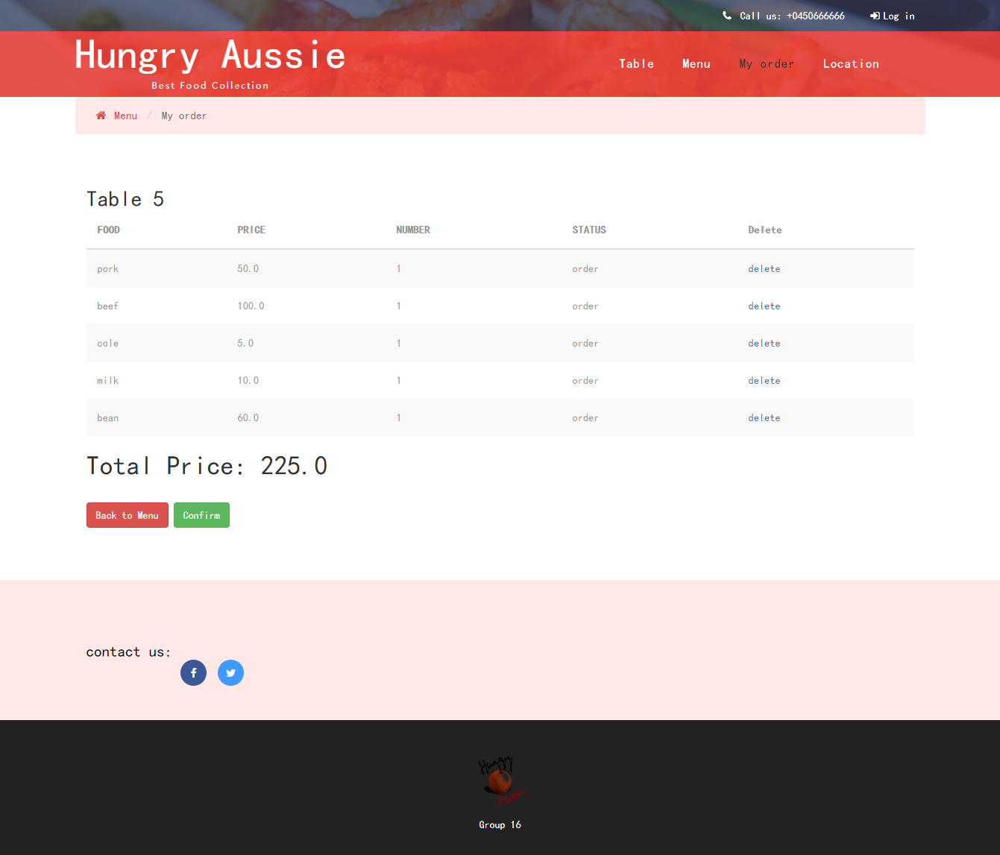 Call us: +0450666666 Log in
Hungry Aussie
Best Food Collection
Table Menu My order Location
Menu / My order
Table 5
FOOD PRICE NUMBER STATUS Delete
pork 50.0 1 order delete
beef 100.0 1 order delete
cole 5.0 1 order delete
milk 10.0 1 order delete
bean 60.0 1 order delete
Total Price: 225.0
Back to Menu Confirm
contact us:
Hungry
Group 16